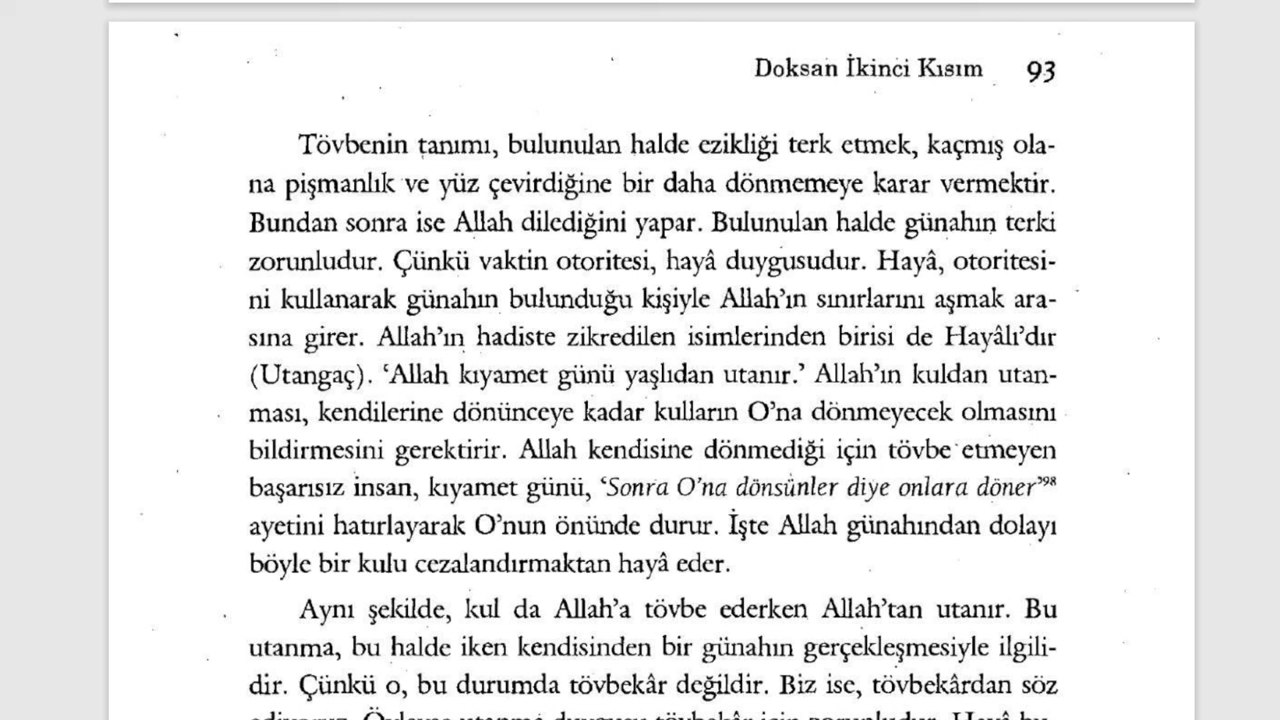 Doksan İkinci Kısım 93
Tövbenin tanımı, bulunulan halde ezikliği terk etmek, kaçmış ola-
na pişmanlık ve yüz çevirdiğine bir daha dönmemeye karar vermektir.
Bundan sonra ise Allah dilediğini yapar. Bulunulan halde günahın terki
zorunludur. Çünkü vaktin otoritesi, hayâ duygusudur. Hayâ, otoritesi-
ni kullanarak günahın bulunduğu kişiyle Allah’ın sınırlarını aşmak ara-
sına girer. Allah’ın hadiste zikredilen isimlerinden birisi de Hayâlı’dır
(Utangaç). ‘Allah kıyamet günü yaşlıdan utanır.’ Allah’ın kuldan utan-
ması, kendilerine dönünceye kadar kulların O’na dönmeyecek olmasını
bildirmesini gerektirir. Allah kendisine dönmediği için tövbe etmeyen
başarısız insan, kıyamet günü, ‘Sonra O’na dönsünler diye onlara döner’98
ayetini hatırlayarak O’nun önünde durur. İşte Allah günahından dolayı
böyle bir kulu cezalandırmaktan hayâ eder.
Aynı şekilde, kul da Allah’a tövbe ederken Allah’tan utanır. Bu
utanma, bu halde iken kendisinden bir günahın gerçekleşmesiyle ilgili-
dir. Çünkü o, bu durumda tövbekâr değildir. Biz ise, tövbekârdan söz